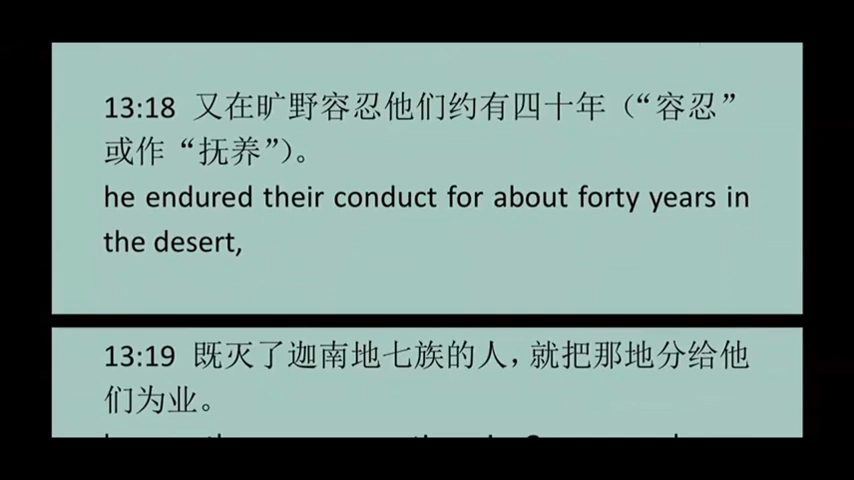 13:18 又在旷野容忍他们约有四十年（“容忍”
或作“抚养”）。
he endured their conduct for about forty years in
the desert,
13:19 既灭了迦南地七族的人，就把那地分给他
们为业。